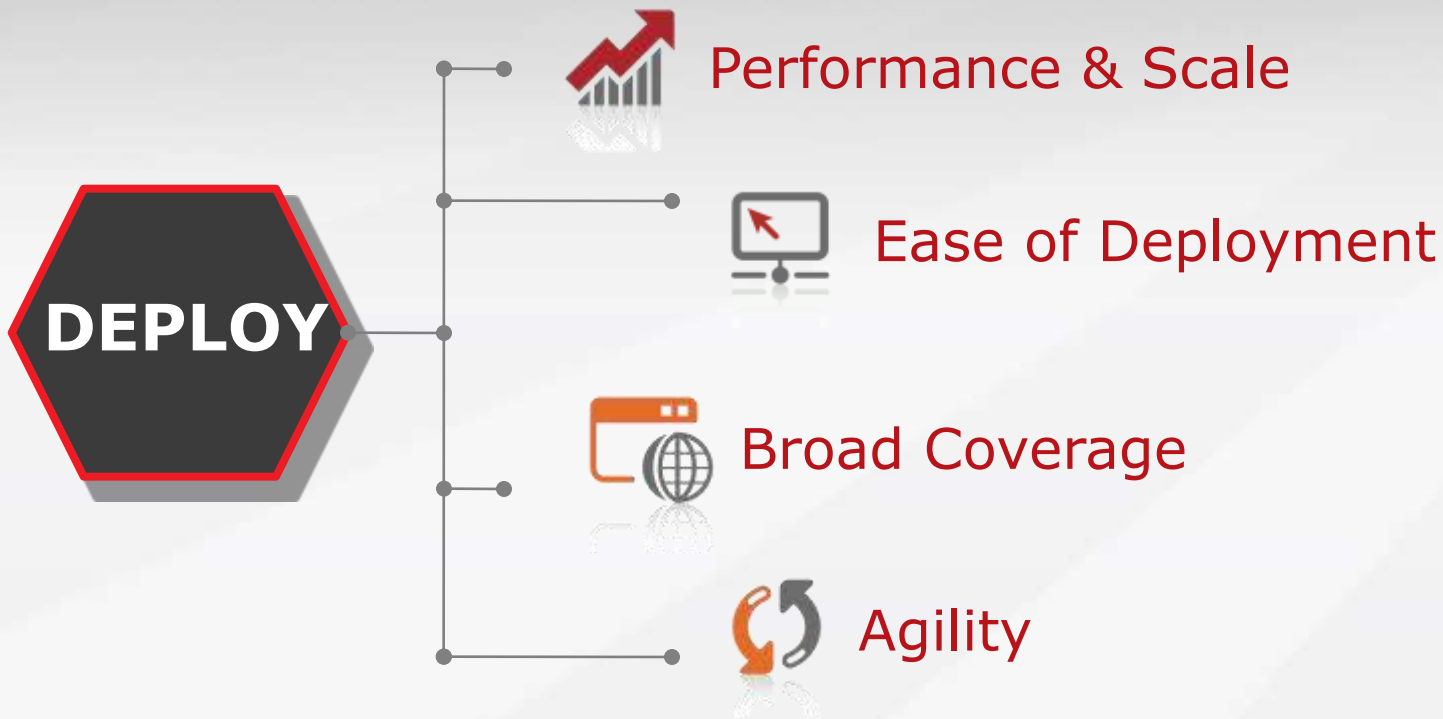 Performance & Scale
Ease of Deployment
DEPLOY
Broad Coverage
Agility